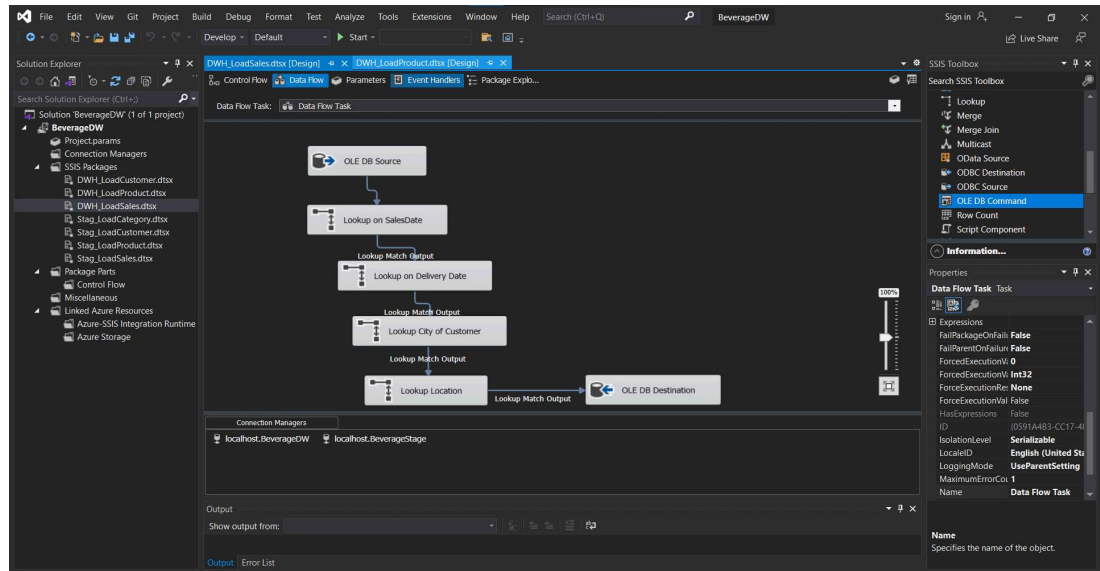 File Edit View Git Project Build Debug Format Test Analyze Tools Extensions Window Help Search (Ctrl+Q) BeverageDW Sign in
Develop Default Start Live Share
Solution Explorer
Search Solution Explorer (Ctrl+;)
Solution 'BeverageDW' (1 of 1 project)
BeverageDW
Project.params
Connection Managers
SSIS Packages
DWH_LoadCustomer.dtsx
DWH_LoadProduct.dtsx
DWH_LoadSales.dtsx
Stag_LoadCategory.dtsx
Stag_LoadCustomer.dtsx
Stag_LoadProduct.dtsx
Stag_LoadSales.dtsx
Package Parts
Control Flow
Miscellaneous
Linked Azure Resources
Azure-SSIS Integration Runtime
Azure Storage
DWH_LoadSales.dtsx [Design] DWH_LoadProduct.dtsx [Design]
Control Flow Data Flow Parameters Event Handlers Package Explo...
Data Flow Task: Data Flow Task
OLE DB Source
Lookup on SalesDate
Lookup Match Output
Lookup on Delivery Date
Lookup Match Output
Lookup City of Customer
Lookup Match Output
Lookup Location
Lookup Match Output
OLE DB Destination
100%
Connection Managers
localhost.BeverageDW localhost.BeverageStage
Output
Show output from:
Output Error List
SSIS Toolbox
Search SSIS Toolbox
Lookup
Merge
Merge Join
Multicast
OData Source
ODBC Destination
ODBC Source
OLE DB Command
Row Count
Script Component
Information...
Properties
Data Flow Task Task
Expressions
FailPackageOnFail False
FailParentOnFailure False
ForcedExecutionV 0
ForcedExecutionV Int32
ForceExecutionRe None
ForceExecutionVal False
HasExpressions False
ID {0591A4B3-CC17-4
IsolationLevel Serializable
LocaleID English (United Sta
LoggingMode UseParentSetting
MaximumErrorCou 1
Name Data Flow Task
Name
Specifies the name of the object.